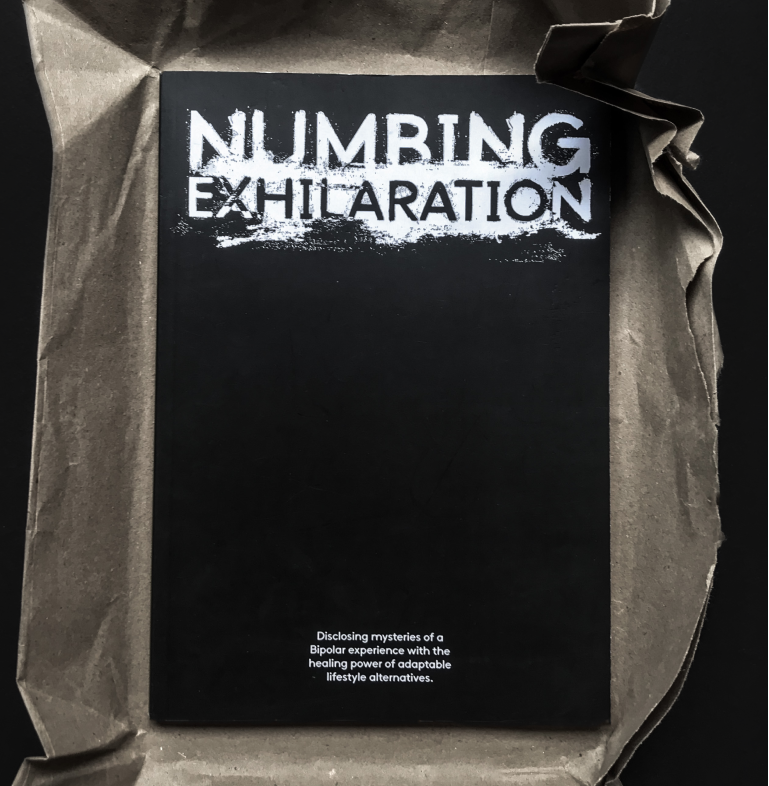 NUMBING
EXHILARATION
Disclosing mysteries of a
Bipolar experience with the
healing power of adaptable
lifestyle alternatives.